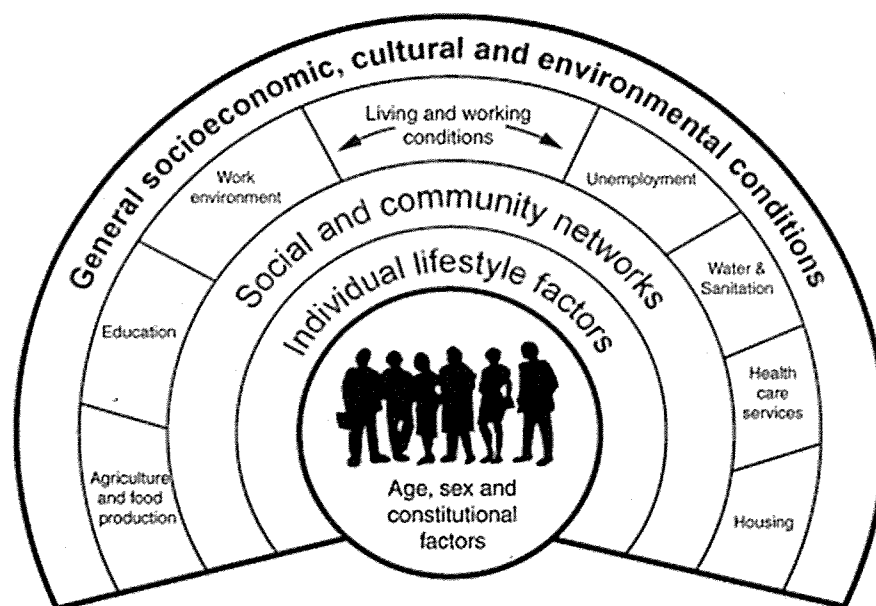 General socioeconomic, cultural and environmental conditions
Living and working
conditions
Work
environment
Unemployment
Social and community networks
Water &
Sanitation
Individual lifestyle factors
Education
Health
care
services
Agriculture
and food
production
Age, sex and
constitutional
factors
Housing